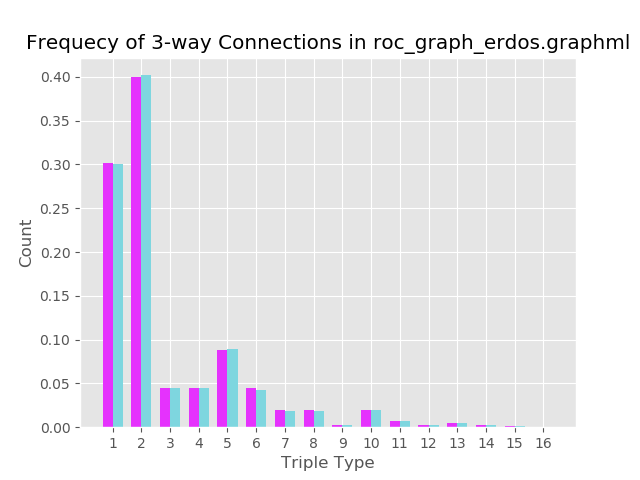 Frequecy of 3-way Connections in roc_graph_erdos.graphml
0.40
0.35
0.30
0.25
0.20
0.15
0.10
0.05
0.00
Count
1 2 3 4 5 6 7 8 9 10 11 12 13 14 15 16
Triple Type